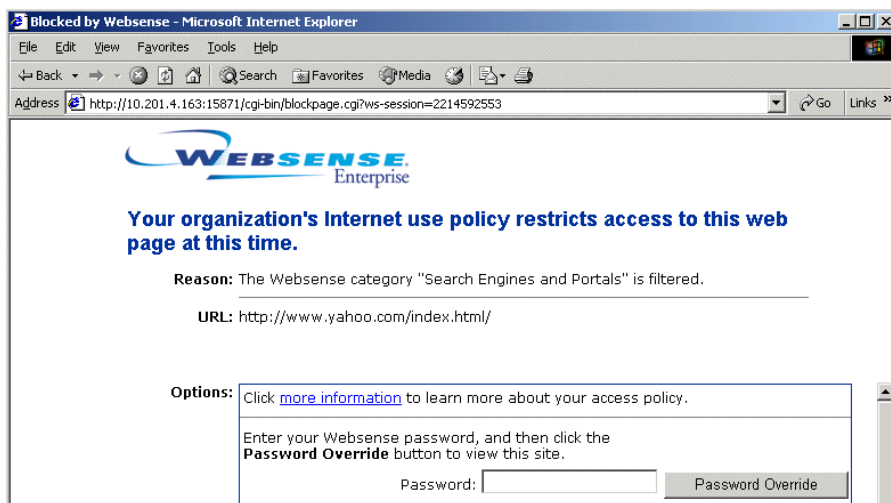 Blocked by Websense - Microsoft Internet Explorer
File Edit View Favorites Tools Help
Back Search Favorites Media
Address http://10.201.4.163:15871/cgi-bin/blockpage.cgi?ws-session=2214592553 Go Links »
WEBSENSE.
Enterprise
Your organization's Internet use policy restricts access to this web
page at this time.
Reason: The Websense category "Search Engines and Portals" is filtered.
URL: http://www.yahoo.com/index.html/
Options: Click more information to learn more about your access policy.
Enter your Websense password, and then click the
Password Override button to view this site.
Password: Password Override